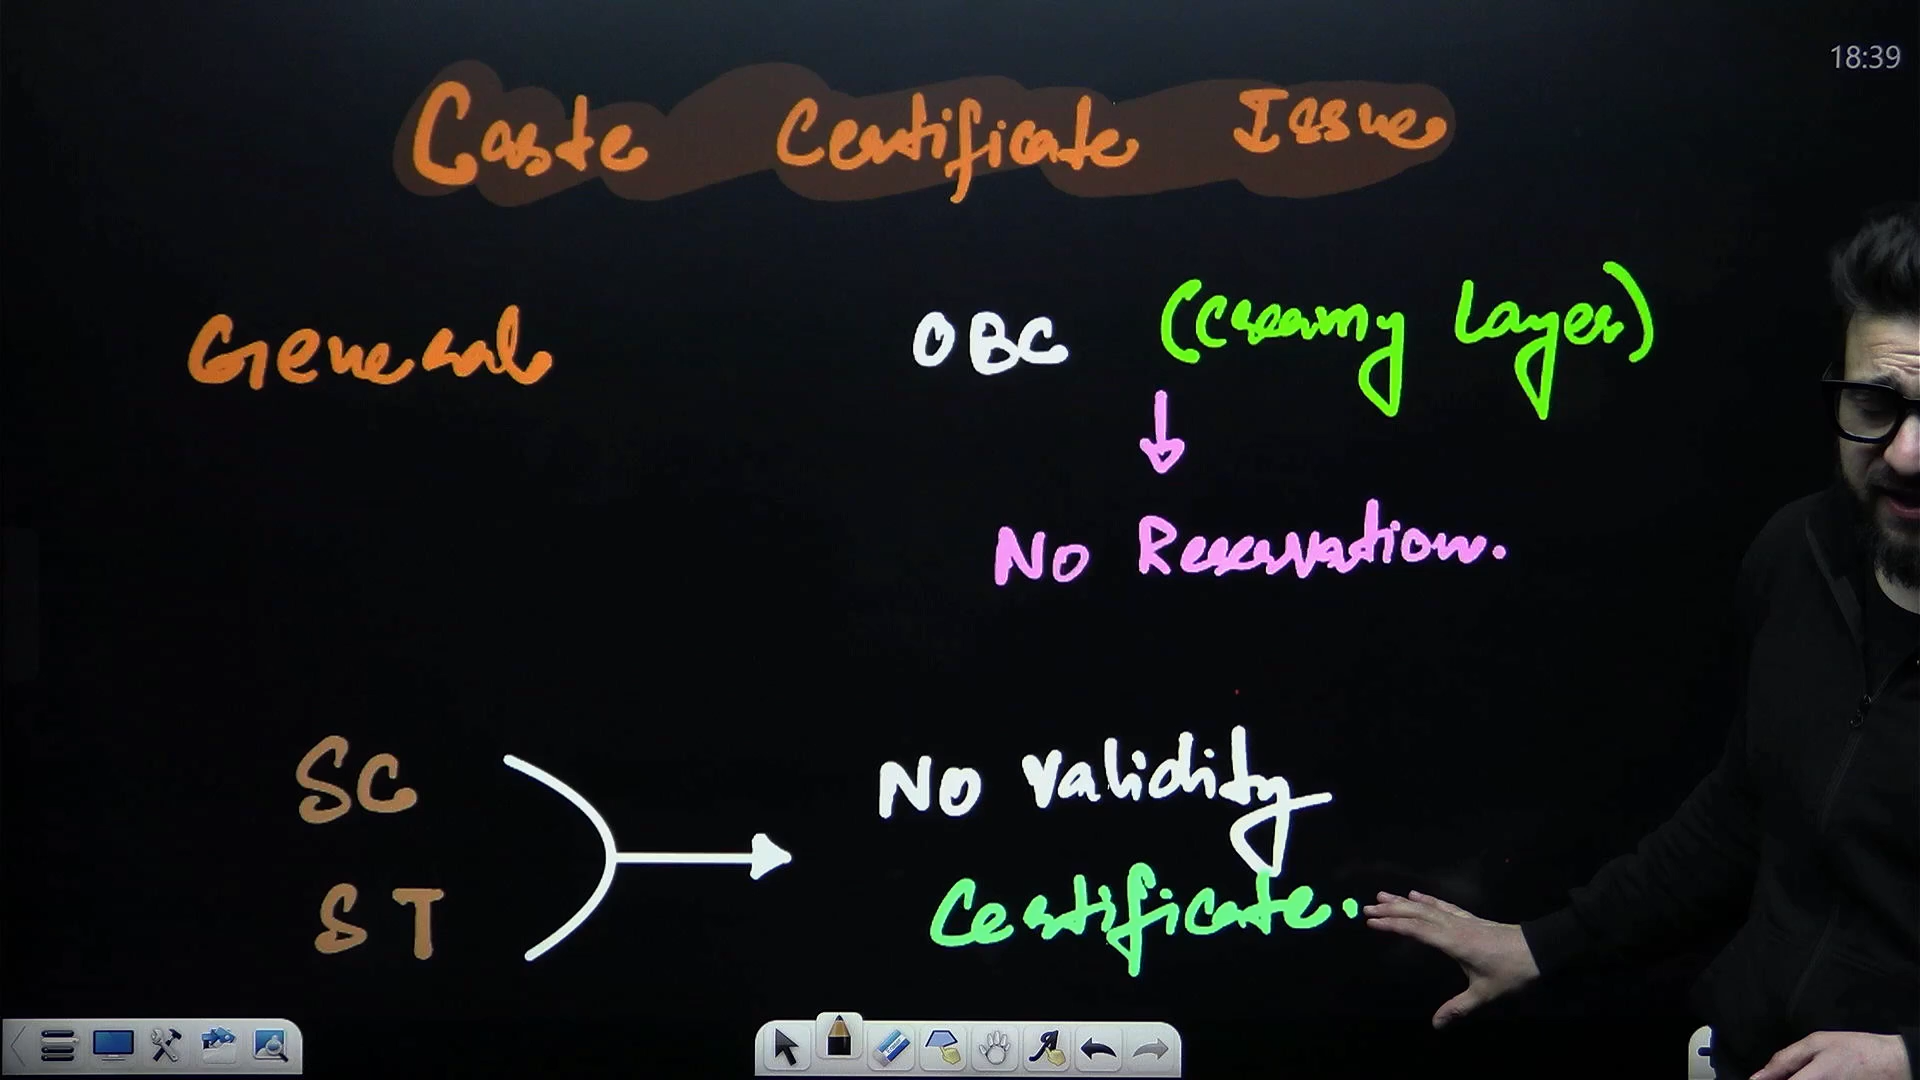 18:39
Caste Certificate Issue
General
OBC (Creamy Layer)
No Reservation.
SC
ST
No Validity
Certificate.